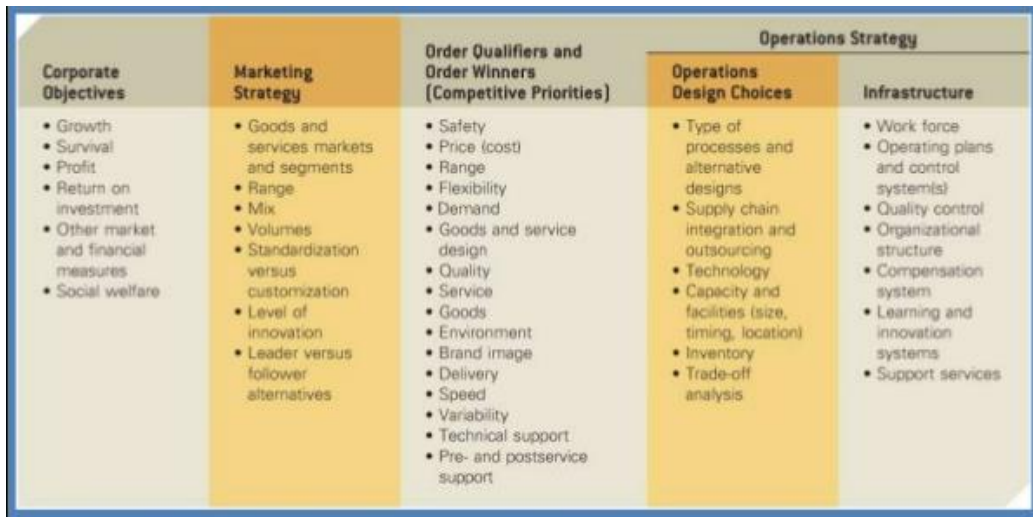 Operations Strategy
Corporate
Objectives
Marketing
Strategy
Order Qualifiers and
Order Winners
(Competitive Priorities)
Operations
Design Choices
Infrastructure
• Growth
• Survival
• Profit
• Return on
investment
• Other market
and financial
measures
• Social welfare
• Goods and
services markets
and segments
• Range
• Mix
• Volumes
• Standardization
versus
customization
• Level of
innovation
• Leader versus
follower
alternatives
• Safety
• Price (cost)
• Range
• Flexibility
• Demand
• Goods and service
design
• Quality
• Service
• Goods
• Environment
• Brand image
• Delivery
• Speed
• Variability
• Technical support
• Pre- and postservice
support
• Type of
processes and
alternative
designs
• Supply chain
integration and
outsourcing
• Technology
• Capacity and
facilities (size,
timing, location)
• Inventory
• Trade-off
analysis
• Work force
• Operating plans
and control
system(s)
• Quality control
• Organizational
structure
• Compensation
system
• Learning and
innovation
systems
• Support services